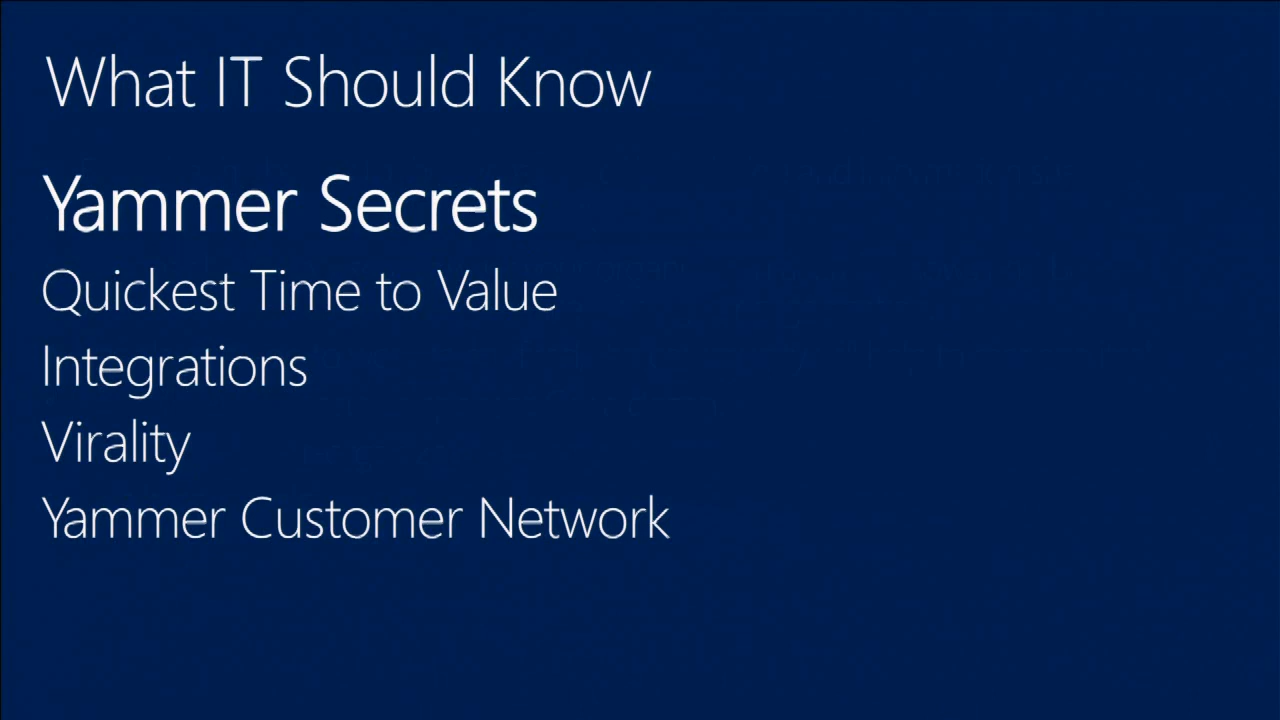 What IT Should Know
Yammer Secrets
Quickest Time to Value
Integrations
Virality
Yammer Customer Network